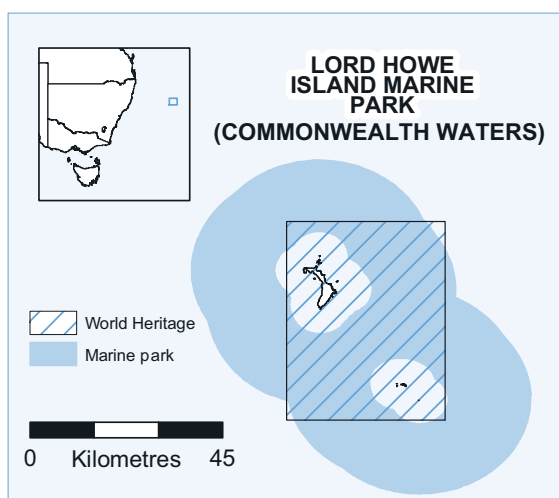 LORD HOWE
ISLAND MARINE
PARK
(COMMONWEALTH WATERS)
World Heritage
Marine park
0 Kilometres 45